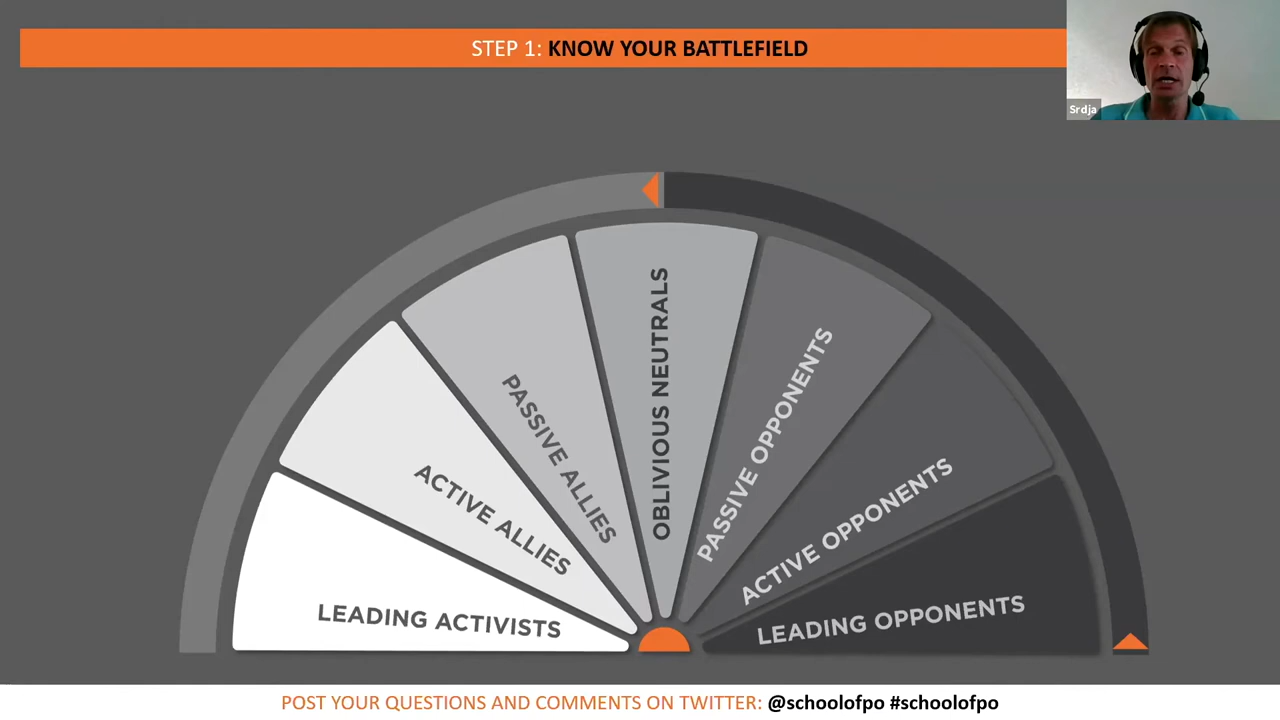 STEP 1: KNOW YOUR BATTLEFIELD
Srdja
LEADING ACTIVISTS
ACTIVE ALLIES
PASSIVE ALLIES
OBLIVIOUS NEUTRALS
PASSIVE OPPONENTS
ACTIVE OPPONENTS
LEADING OPPONENTS
POST YOUR QUESTIONS AND COMMENTS ON TWITTER: @schoolofpo #schoolofpo